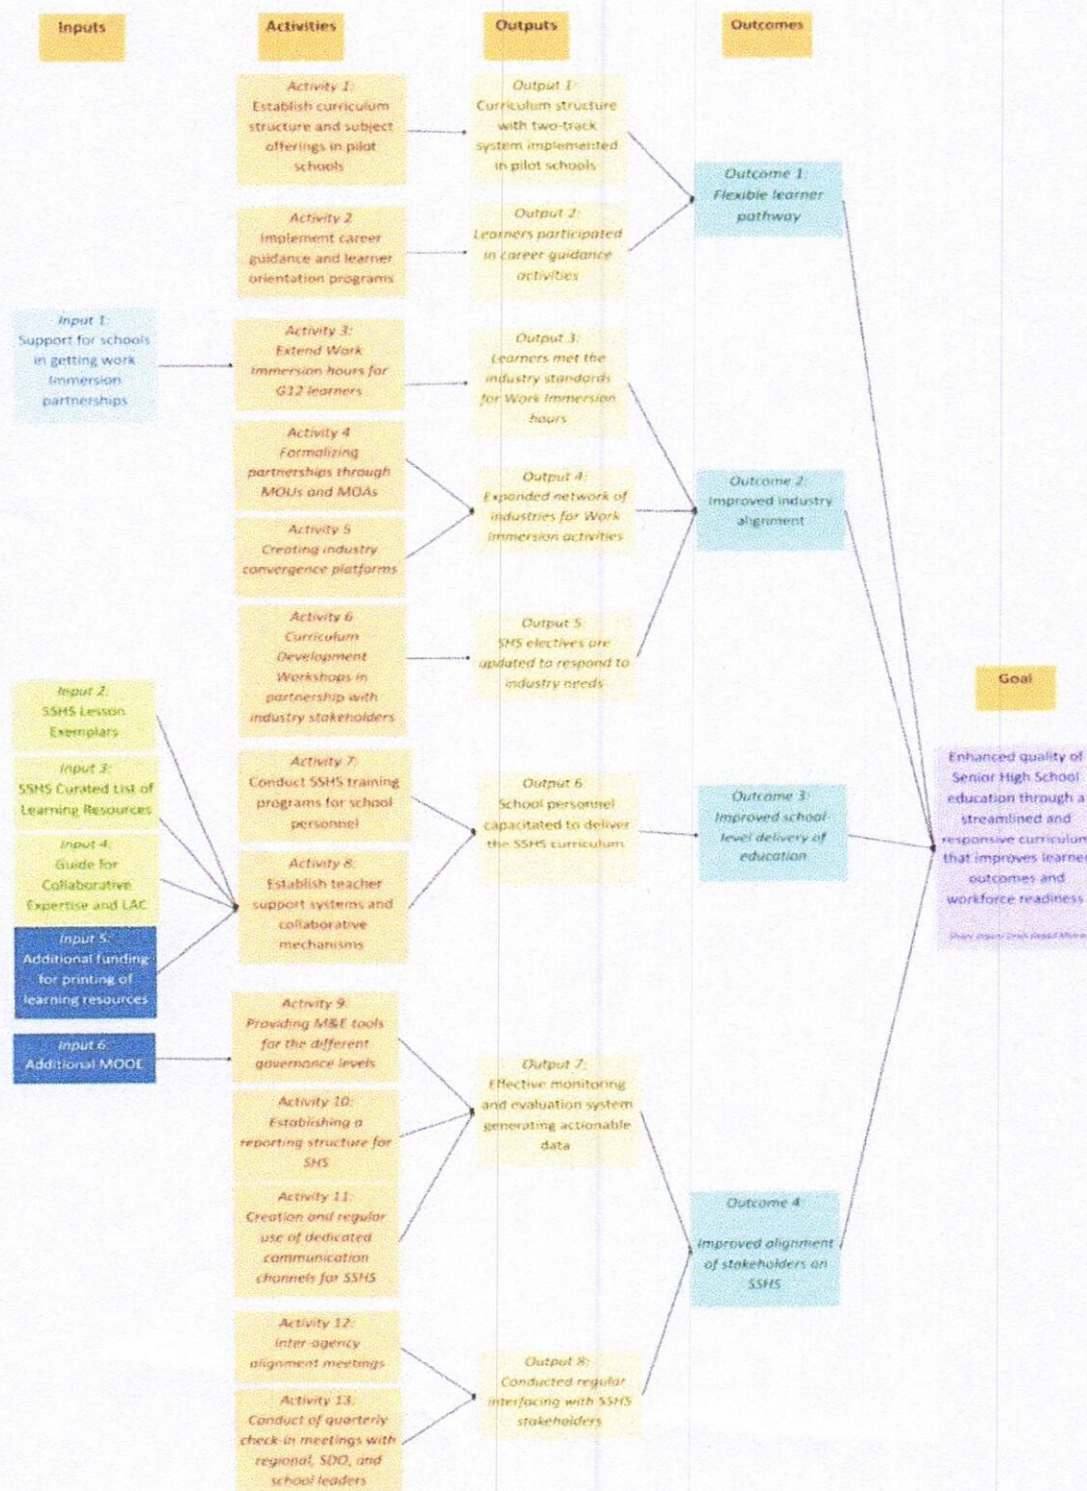 Inputs
Activities
Outputs
Outcomes
Activity 1:
Establish curriculum
structure and subject
offerings in pilot
schools
Output 1:
Curriculum structure
with two-track
system implemented
in pilot schools
Outcome 1:
Flexible learner
pathway
Activity 2
Implement career
guidance and learner
orientation programs
Output 2:
Learners participated
in career guidance
activities
Input 1:
Support for schools
in getting work
Immersion
partnerships
Activity 3:
Extend Work
Immersion hours for
G12 learners
Output 3:
Learners met the
industry standards
for Work Immersion
hours
Activity 4
Formalizing
partnerships through
MOUs and MOAs
Activity 5
Creating industry
convergence platforms
Output 4:
Expanded network of
industries for Work
Immersion activities
Outcome 2:
Improved industry
alignment
Activity 6
Curriculum
Development
Workshops in
partnership with
industry stakeholders
Output 5:
SHS electives are
updated to respond to
industry needs
Goal
Input 2:
SSHS Lesson
Exemplars
Input 3:
SSHS Curated List of
Learning Resources
Input 4:
Guide for
Collaborative
Expertise and LAC
Input 5:
Additional funding
for printing of
learning resources
Activity 7:
Conduct SSHS training
programs for school
personnel
Activity 8:
Establish teacher
support systems and
collaborative
mechanisms
Output 6:
School personnel
capacitated to deliver
the SSHS curriculum
Outcome 3:
Improved school
level delivery of
education
Enhanced quality of
Senior High School
education through a
streamlined and
responsive curriculum
that improves learner
outcomes and
workforce readiness
Input 6:
Additional MOOE
Activity 9:
Providing M&E tools
for the different
governance levels
Activity 10:
Establishing a
reporting structure for
SHS
Activity 11:
Creation and regular
use of dedicated
communication
channels for SSHS
Output 7:
Effective monitoring
and evaluation system
generating actionable
data
Outcome 4:
Improved alignment
of stakeholders on
SSHS
Activity 12:
Inter-agency
alignment meetings
Activity 13:
Conduct of quarterly
check-in meetings with
regional, SDO, and
school leaders
Output 8:
Conducted regular
interfacing with SSHS
stakeholders